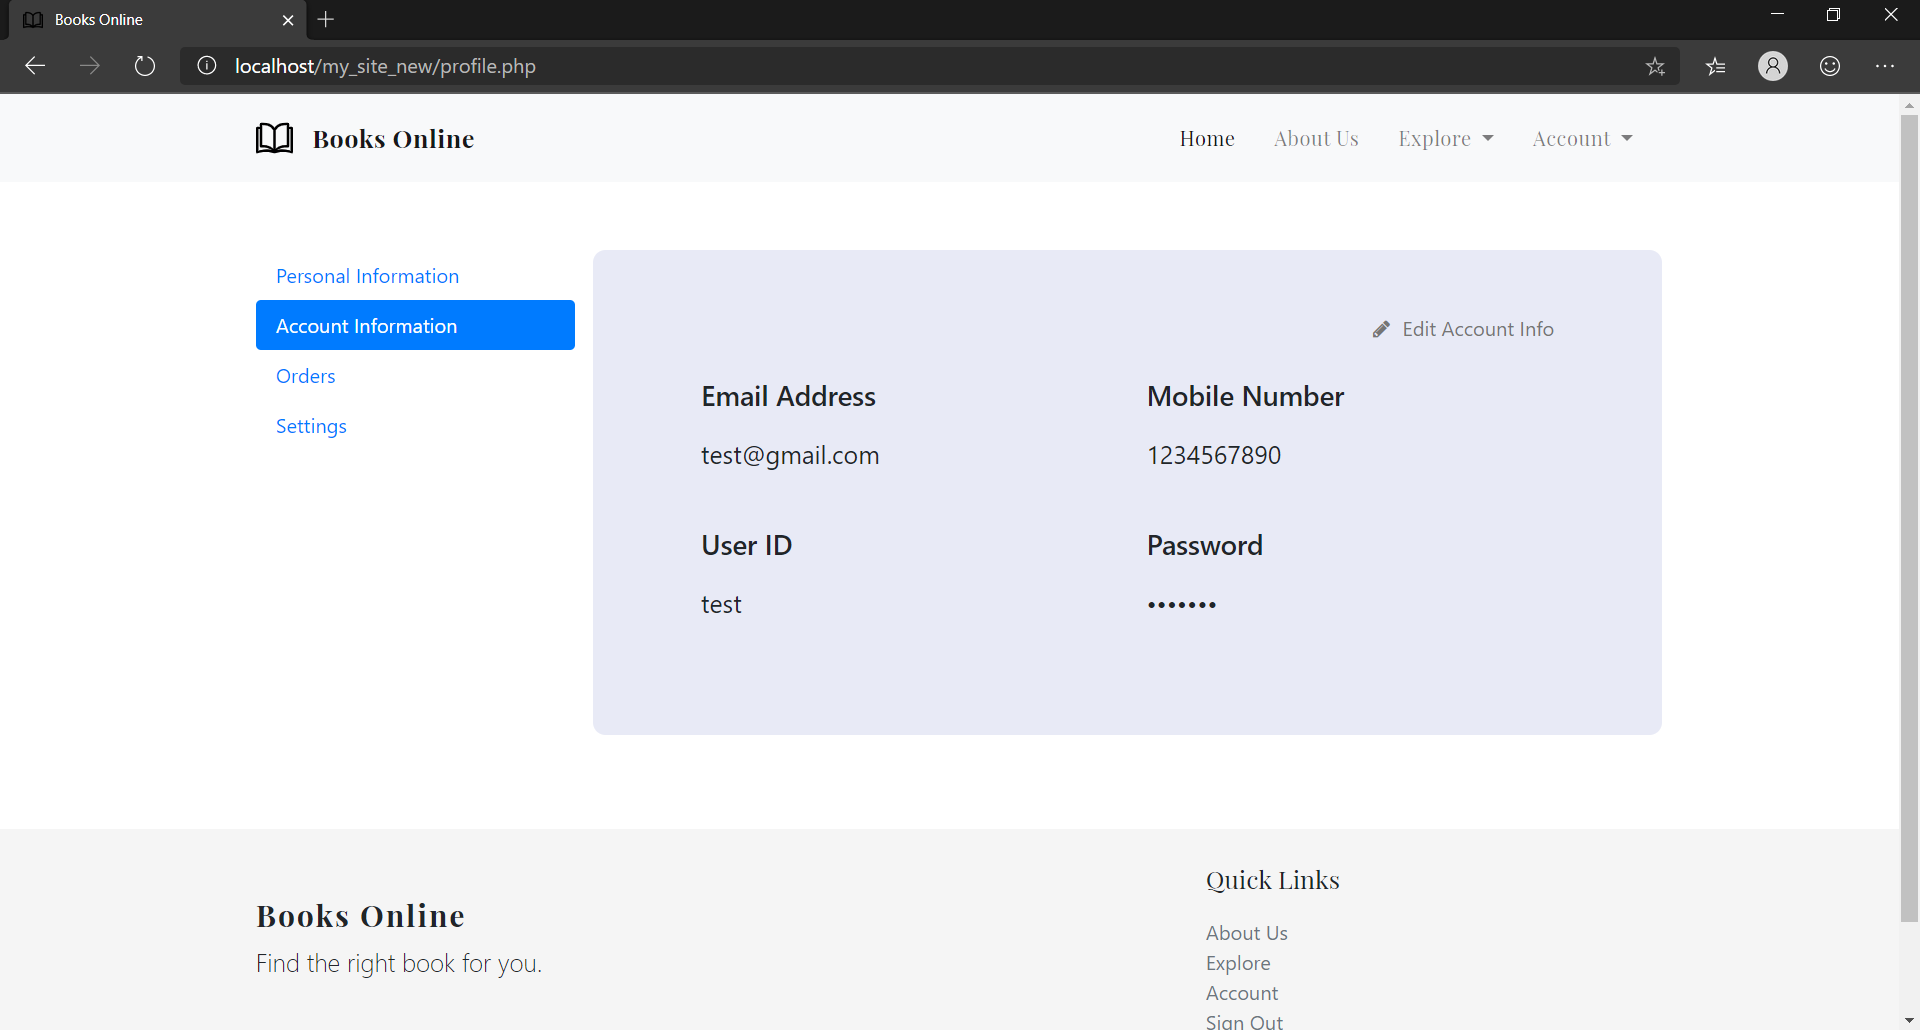 Books Online
localhost/my_site_new/profile.php
Books Online
Home About Us Explore Account
Personal Information
Account Information
Orders
Settings
Edit Account Info
Email Address
test@gmail.com
Mobile Number
1234567890
User ID
test
Password
•••••••
Books Online
Find the right book for you.
Quick Links
About Us
Explore
Account
Sign Out